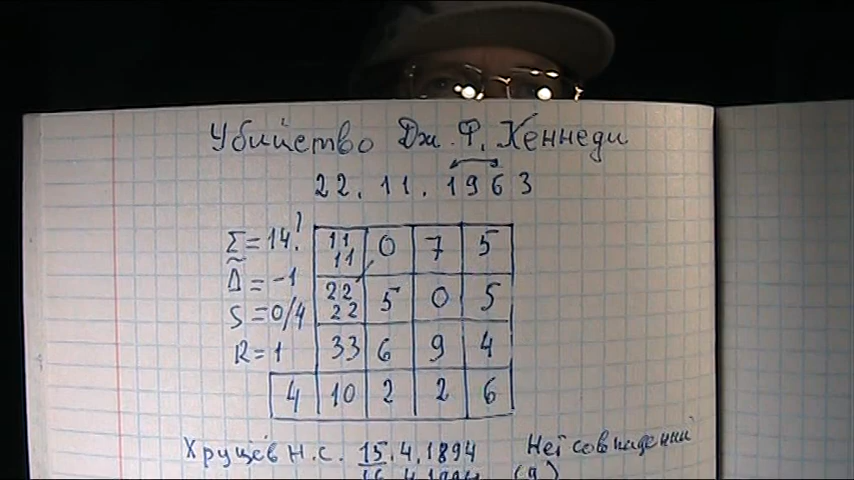 Убийство Дж. Ф. Кеннеди
22. 11. 1963
Σ = 14! 11 11 0 7 5
Δ̃ = -1 22 22 5 0 5
S = 0/4
R = 1 33 6 9 4
4 10 2 2 6
Хрущёв Н.С. 15.4.1894 Нет совпадений
(9)